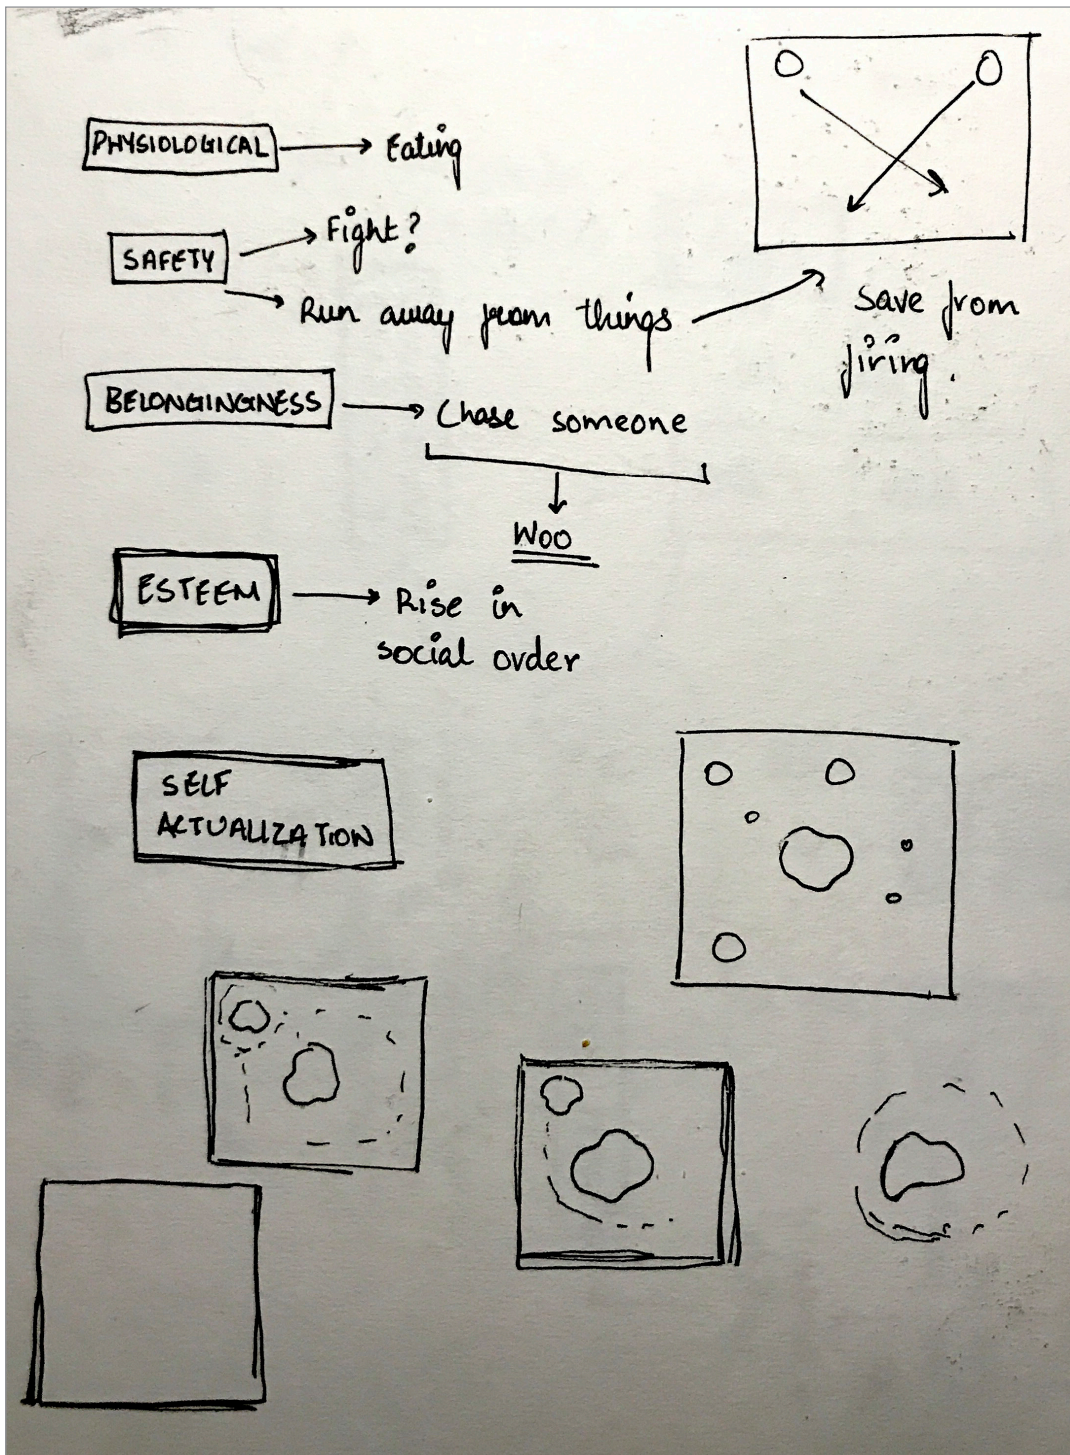 PHYSIOLOGICAL → Eating
SAFETY → Fight?
→ Run away from things →
Save from
firing.
BELONGINGNESS → Chase someone
↓
Woo
ESTEEM → Rise in
social order
SELF
ACTUALIZATION